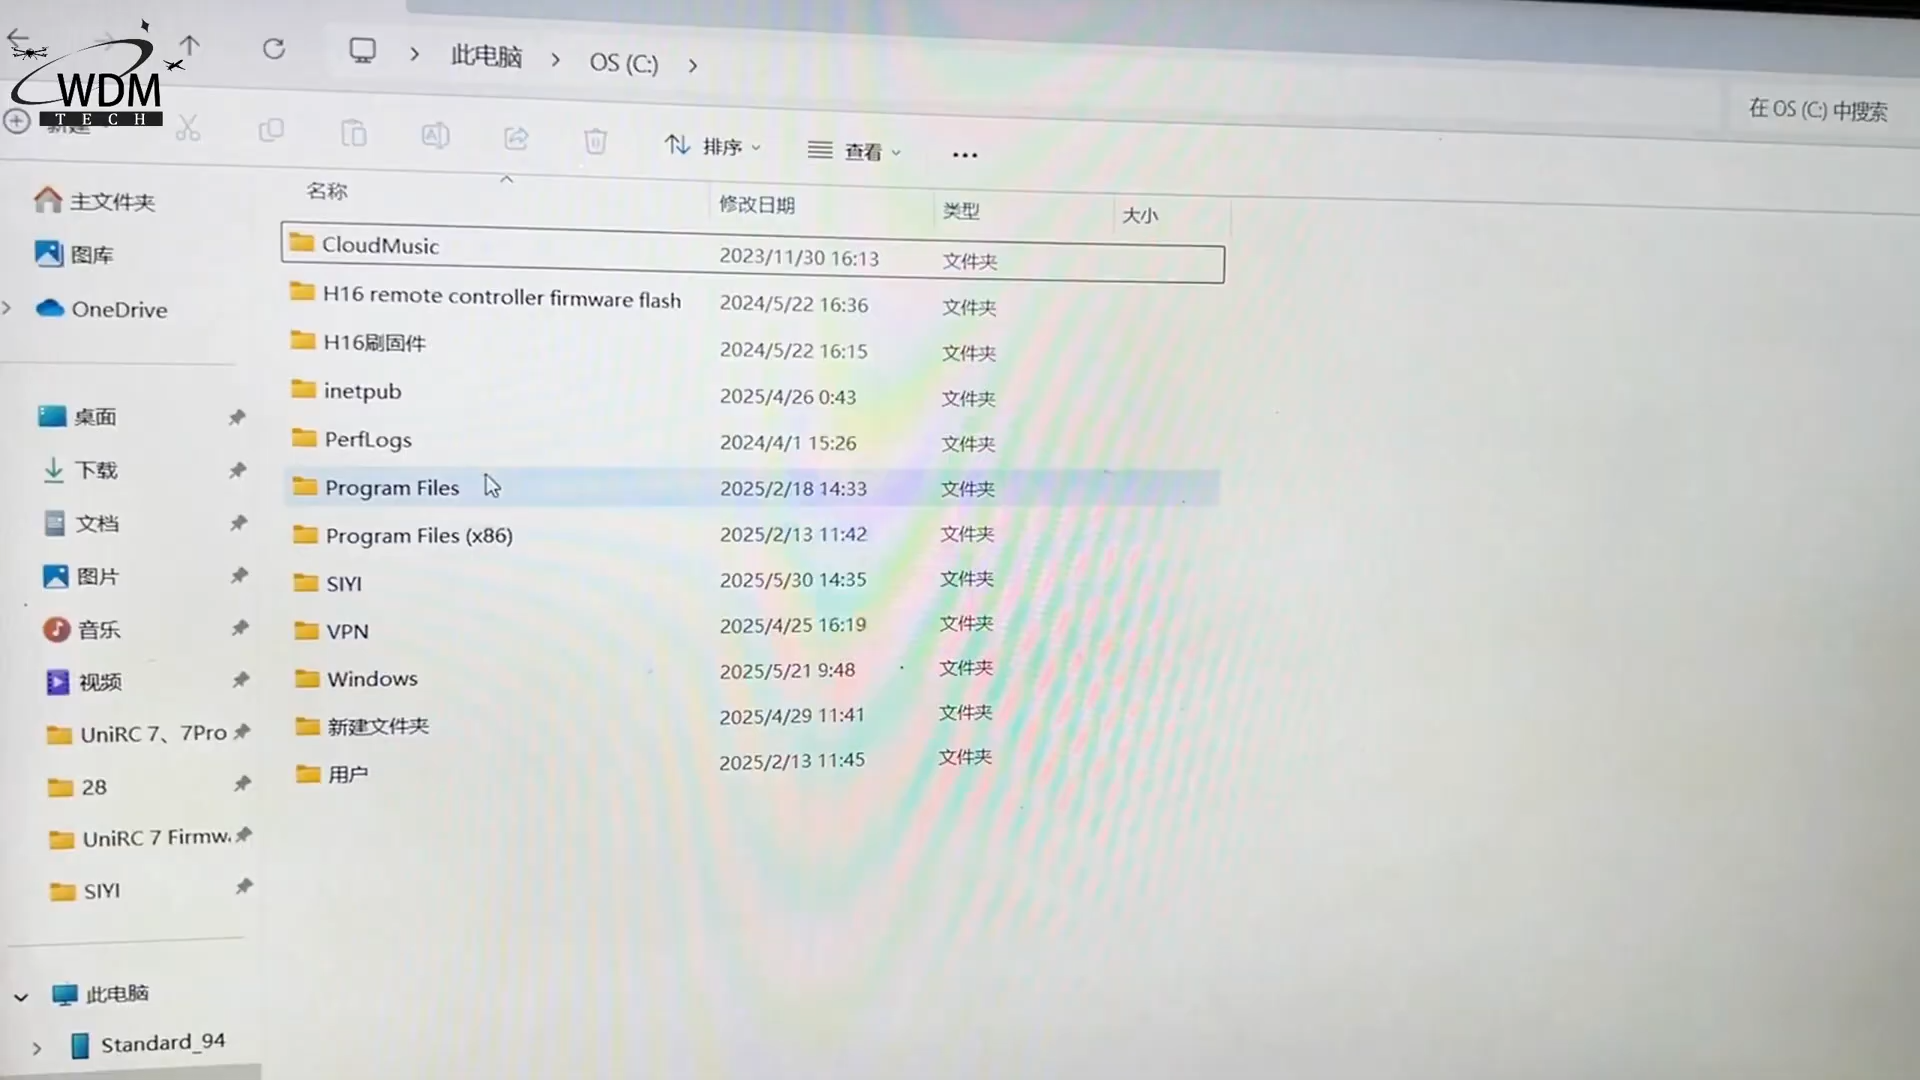 WDM
TECH
此电脑 > OS (C:) >
在 OS (C:) 中搜索
新建
排序
查看
名称
修改日期
类型
大小
CloudMusic 2023/11/30 16:13 文件夹
H16 remote controller firmware flash 2024/5/22 16:36 文件夹
H16刷固件 2024/5/22 16:15 文件夹
inetpub 2025/4/26 0:43 文件夹
PerfLogs 2024/4/1 15:26 文件夹
Program Files 2025/2/18 14:33 文件夹
Program Files (x86) 2025/2/13 11:42 文件夹
SIYI 2025/5/30 14:35 文件夹
VPN 2025/4/25 16:19 文件夹
Windows 2025/5/21 9:48 文件夹
新建文件夹 2025/4/29 11:41 文件夹
用户 2025/2/13 11:45 文件夹
主文件夹
图库
OneDrive
桌面
下载
文档
图片
音乐
视频
UniRC 7、7Pro
28
UniRC 7 Firmw
SIYI
此电脑
Standard_94